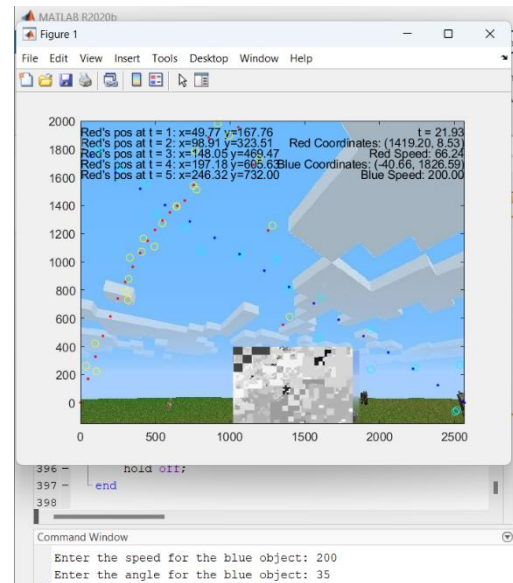 MATLAB R2020b
Figure 1
File Edit View Insert Tools Desktop Window Help
2000
1800
1600
1400
1200
1000
800
600
400
200
0
0 500 1000 1500 2000 2500
Red's pos at t = 1: x=49.77 y=167.76
Red's pos at t = 2: x=98.91 y=323.51
Red's pos at t = 3: x=148.05 y=469.47
Red's pos at t = 4: x=197.18 y=605.63
Red's pos at t = 5: x=246.32 y=732.00
t = 21.93
Red Coordinates: (1419.20, 8.53)
Red Speed: 66.24
Blue Coordinates: (-40.66, 1826.59)
Blue Speed: 200.00
396 - hold off;
397 - end
398
Command Window
Enter the speed for the blue object: 200
Enter the angle for the blue object: 35